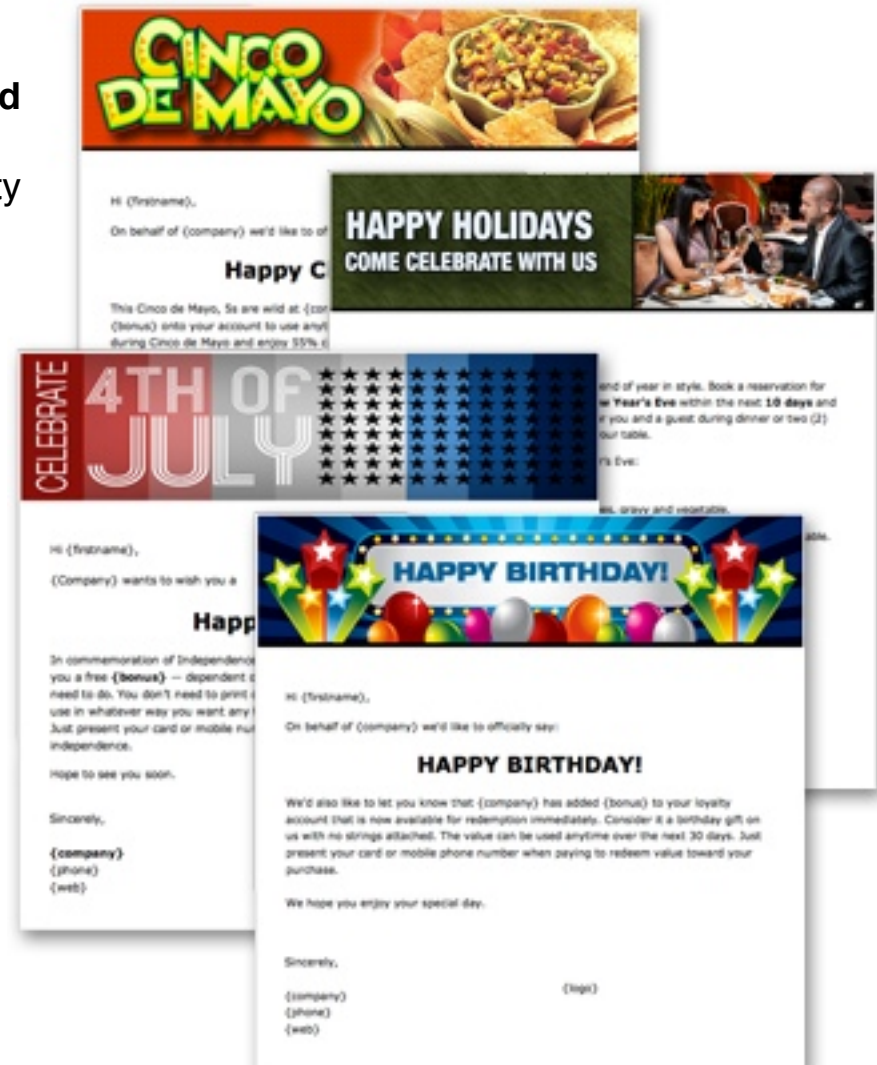 d
ty
CINCO
DE MAYO
Hi {firstname},
On behalf of {company} we'd like to of
Happy C
This Cinco de Mayo, 5s are wild at {com
{bonus} onto your account to use anyt
during Cinco de Mayo and enjoy 55% c
HAPPY HOLIDAYS
COME CELEBRATE WITH US
end of year in style. Book a reservation for
w Year's Eve within the next 10 days and
r you and a guest during dinner or two (2)
our table.
r's Eve:
es, gravy and vegetable.
able.
CELEBRATE
4TH OF
JULY
Hi {firstname},
{Company} wants to wish you a
Happ
In commemoration of Independence
you a free {bonus} — dependent o
need to do. You don't need to print
use in whatever way you want any
Just present your card or mobile nu
independence.
Hope to see you soon.
Sincerely,
{company}
{phone}
{web}
HAPPY BIRTHDAY!
Hi {firstname},
On behalf of {company} we'd like to officially say:
HAPPY BIRTHDAY!
We'd also like to let you know that {company} has added {bonus} to your loyalty
account that is now available for redemption immediately. Consider it a birthday gift on
us with no strings attached. The value can be used anytime over the next 30 days. Just
present your card or mobile phone number when paying to redeem value toward your
purchase.
We hope you enjoy your special day.
Sincerely,
{company}
{phone}
{web}
{logo}